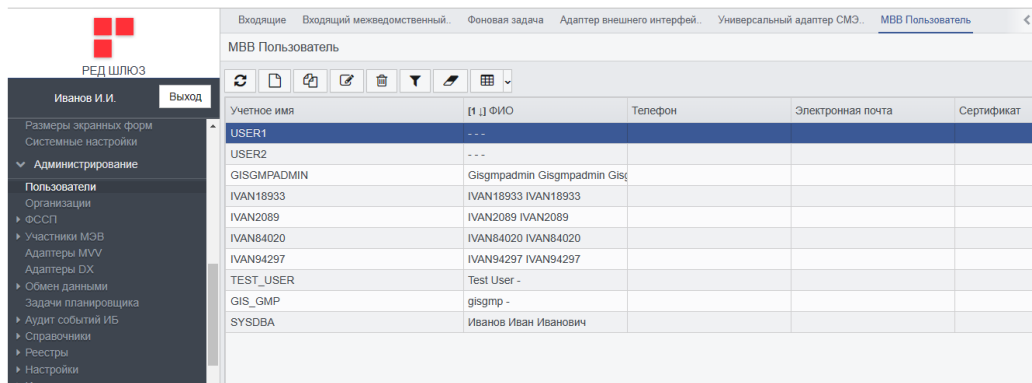 РЕД ШЛЮЗ
Иванов И.И.
Выход
Размеры экранных форм
Системные настройки
Администрирование
Пользователи
Организации
ФССП
Участники МЭВ
Адаптеры MVV
Адаптеры DX
Обмен данными
Задачи планировщика
Аудит событий ИБ
Справочники
Реестры
Настройки
Входящие Входящий межведомственный.. Фоновая задача Адаптер внешнего интерфей.. Универсальный адаптер СМЭ.. МВВ Пользователь
МВВ Пользователь
Учетное имя [1 ↓] ФИО Телефон Электронная почта Сертификат
USER1 - - -
USER2 - - -
GISGMPADMIN Gisgmpadmin Gisgmpadmin Gisg
IVAN18933 IVAN18933 IVAN18933
IVAN2089 IVAN2089 IVAN2089
IVAN84020 IVAN84020 IVAN84020
IVAN94297 IVAN94297 IVAN94297
TEST_USER Test User -
GIS_GMP gisgmp -
SYSDBA Иванов Иван Иванович